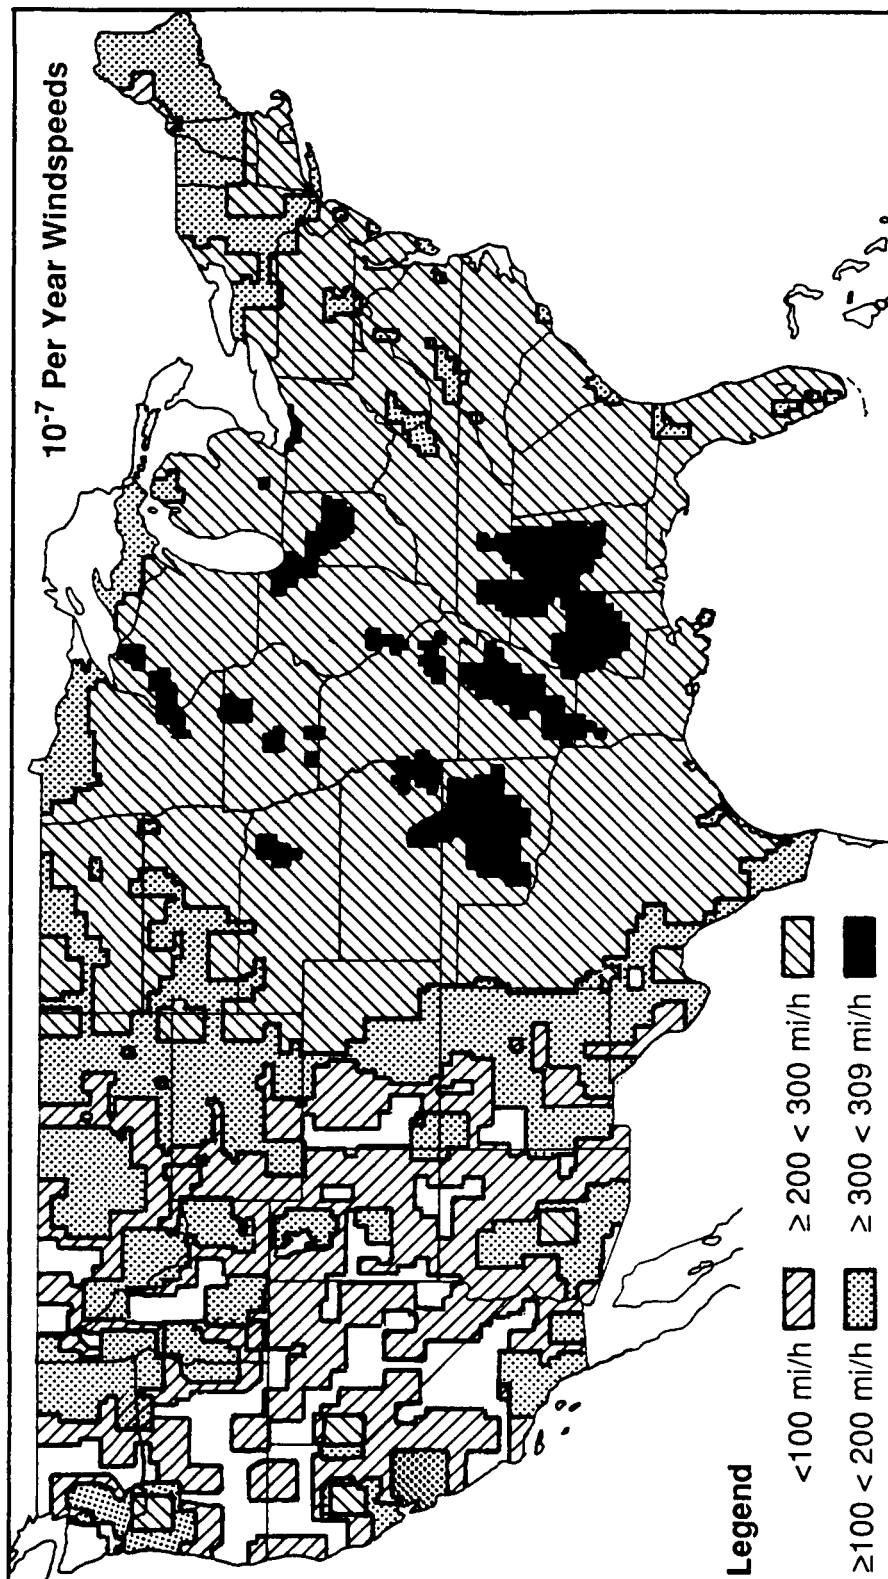 10⁻⁷ Per Year Windspeeds
Legend
<100 mi/h
≥ 200 < 300 mi/h
≥100 < 200 mi/h
≥ 300 < 309 mi/h